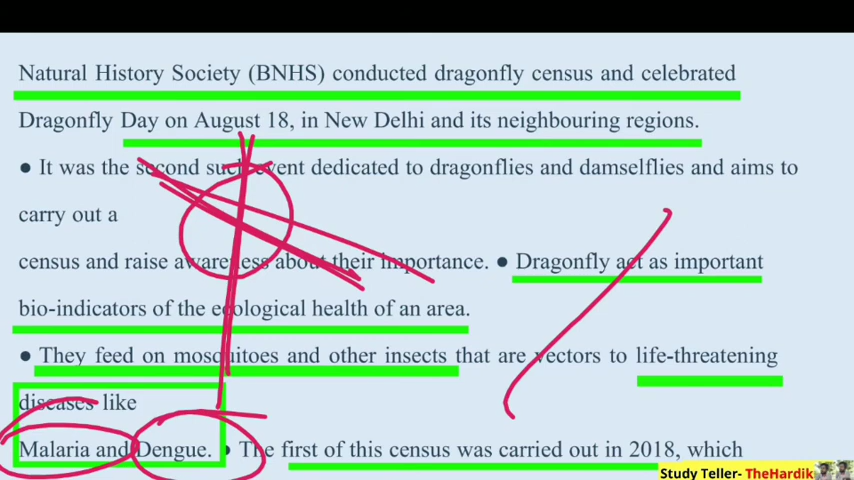 Natural History Society (BNHS) conducted dragonfly census and celebrated
Dragonfly Day on August 18, in New Delhi and its neighbouring regions.
● It was the second such event dedicated to dragonflies and damselflies and aims to
carry out a
census and raise awareness about their importance. ● Dragonfly act as important
bio-indicators of the ecological health of an area.
● They feed on mosquitoes and other insects that are vectors to life-threatening
diseases like
Malaria and Dengue. ● The first of this census was carried out in 2018, which
Study Teller- TheHardik